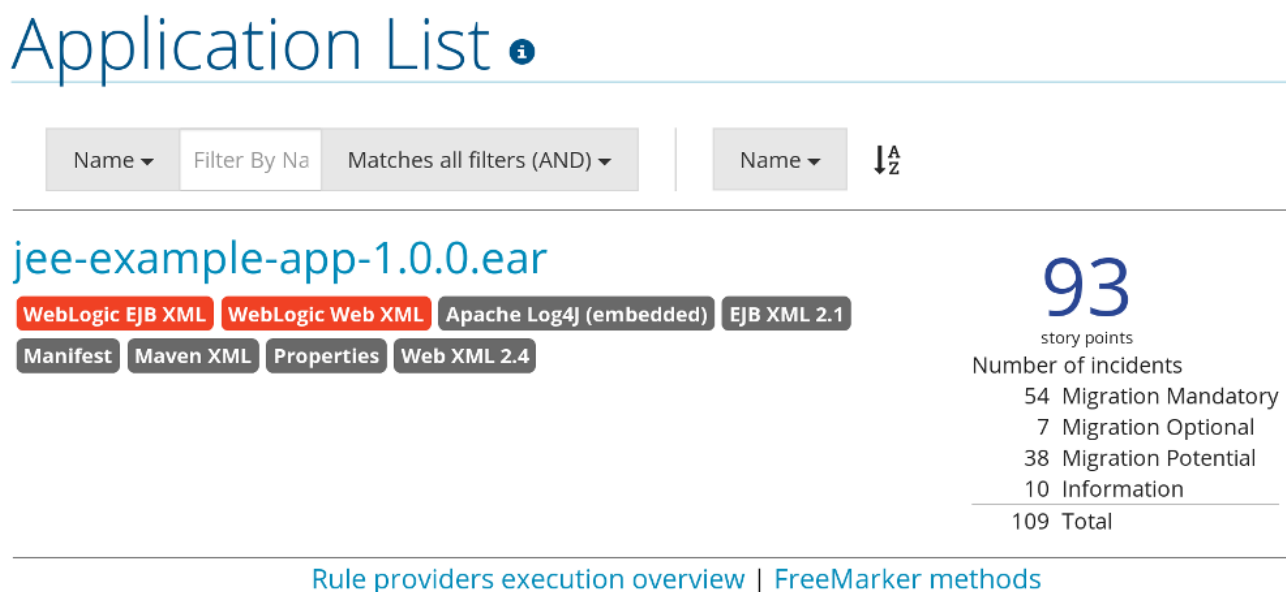 Application List
Name Filter By Na Matches all filters (AND) Name
jee-example-app-1.0.0.ear
WebLogic EJB XML WebLogic Web XML Apache Log4J (embedded) EJB XML 2.1
Manifest Maven XML Properties Web XML 2.4
93
story points
Number of incidents
54 Migration Mandatory
7 Migration Optional
38 Migration Potential
10 Information
109 Total
Rule providers execution overview | FreeMarker methods